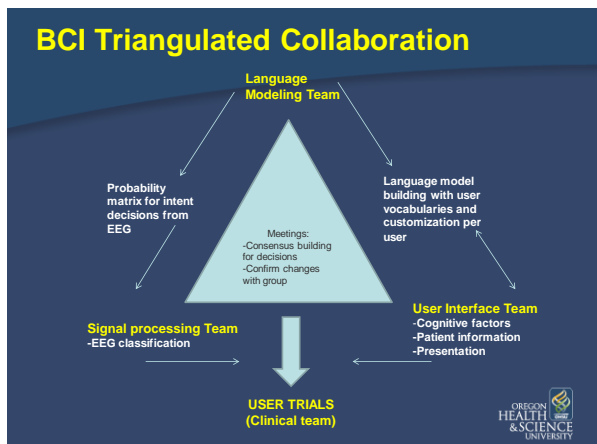 BCI Triangulated Collaboration
Language
Modeling Team
Probability
matrix for intent
decisions from
EEG
Language model
building with user
vocabularies and
customization per
user
Meetings:
-Consensus building
for decisions
-Confirm changes
with group
Signal processing Team
-EEG classification
User Interface Team
-Cognitive factors
-Patient information
-Presentation
USER TRIALS
(Clinical team)
OREGON
HEALTH
& SCIENCE
UNIVERSITY